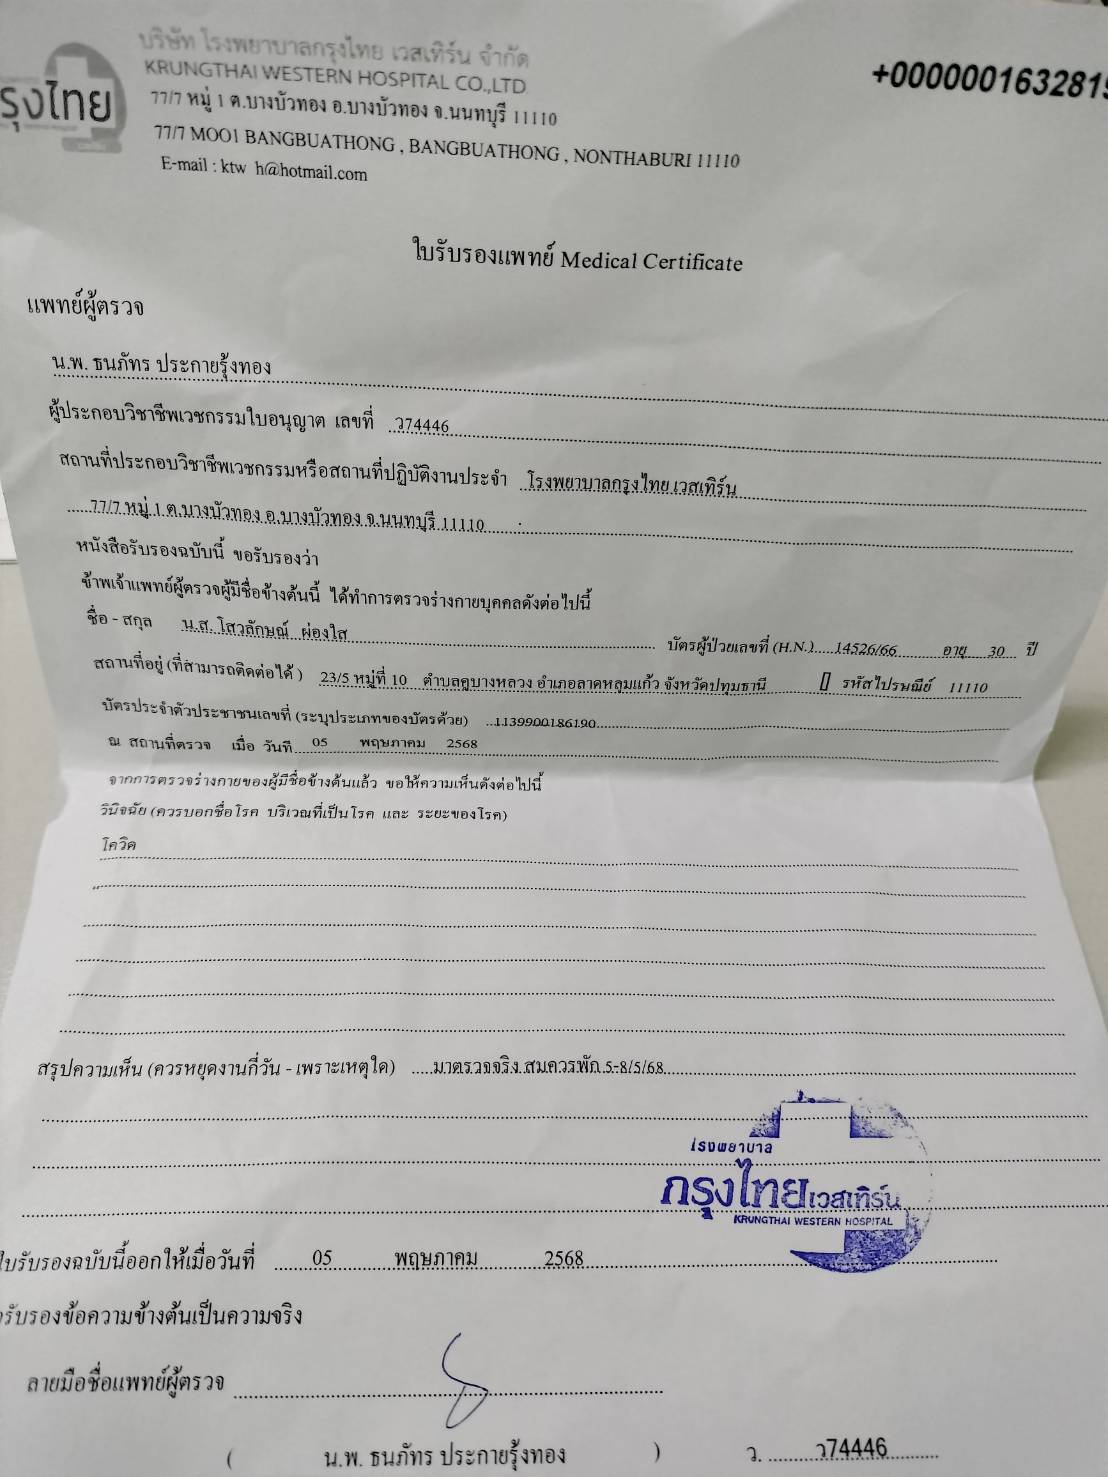 บริษัท โรงพยาบาลกรุงไทย เวสเทิร์น จำกัด
KRUNGTHAI WESTERN HOSPITAL CO.,LTD.
77/7 หมู่ 1 ต.บางบัวทอง อ.บางบัวทอง จ.นนทบุรี 11110
77/7 MOO1 BANGBUATHONG , BANGBUATHONG , NONTHABURI 11110
E-mail : ktw h@hotmail.com
รุงไทย
+0000001632815
ใบรับรองแพทย์ Medical Certificate
แพทย์ผู้ตรวจ
น.พ. ธนภัทร ประกายรุ้งทอง
ผู้ประกอบวิชาชีพเวชกรรมใบอนุญาต เลขที่ ว74446
สถานที่ประกอบวิชาชีพเวชกรรมหรือสถานที่ปฏิบัติงานประจำ โรงพยาบาลกรุงไทย เวสเทิร์น
77/7 หมู่ 1 ต.บางบัวทอง อ.บางบัวทอง จ.นนทบุรี 11110
หนังสือรับรองฉบับนี้ ขอรับรองว่า
ข้าพเจ้าแพทย์ผู้ตรวจผู้มีชื่อข้างต้นนี้ ได้ทำการตรวจร่างกายบุคคลดังต่อไปนี้
ชื่อ - สกุล น.ส. โสวลักษณ์ ผ่องใส บัตรผู้ป่วยเลขที่ (H.N.) 14526/66 อายุ 30 ปี
สถานที่อยู่ (ที่สามารถติดต่อได้ ) 23/5 หมู่ที่ 10 ตำบลคูบางหลวง อำเภอลาดหลุมแก้ว จังหวัดปทุมธานี รหัสไปรษณีย์ 11110
บัตรประจำตัวประชาชนเลขที่ (ระบุประเภทของบัตรด้วย) 1139900186190
ณ สถานที่ตรวจ เมื่อ วันที่ 05 พฤษภาคม 2568
จากการตรวจร่างกายของผู้มีชื่อข้างต้นแล้ว ขอให้ความเห็นดังต่อไปนี้
วินิจฉัย (ควรบอกชื่อโรค บริเวณที่เป็นโรค และ ระยะของโรค)
โควิด
สรุปความเห็น (ควรหยุดงานกี่วัน - เพราะเหตุใด) มาตรวจจริง สมควรพัก 5-8/5/68
โรงพยาบาล
กรุงไทยเวสเทิร์น
KRUNGTHAI WESTERN HOSPITAL
ใบรับรองฉบับนี้ออกให้เมื่อวันที่ 05 พฤษภาคม 2568
รับรองข้อความข้างต้นเป็นความจริง
ลายมือชื่อแพทย์ผู้ตรวจ
( น.พ. ธนภัทร ประกายรุ้งทอง ) ว. ว74446